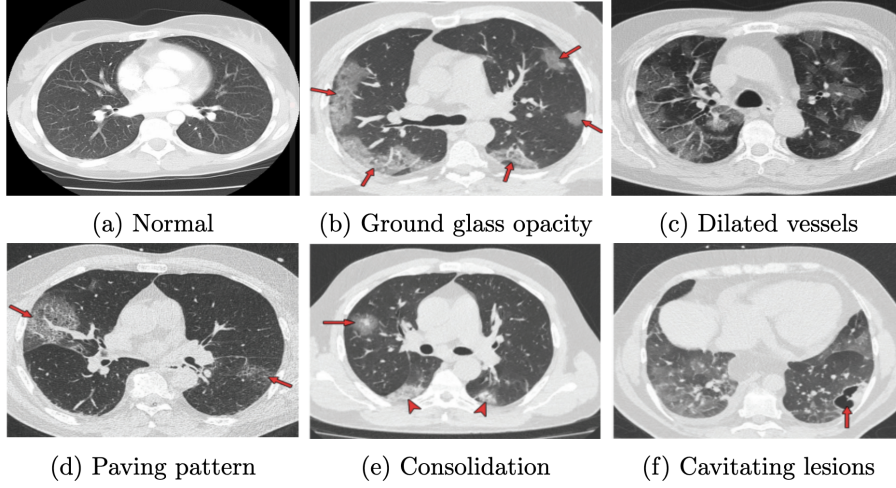 (a) Normal
(b) Ground glass opacity
(c) Dilated vessels
(d) Paving pattern
(e) Consolidation
(f) Cavitating lesions